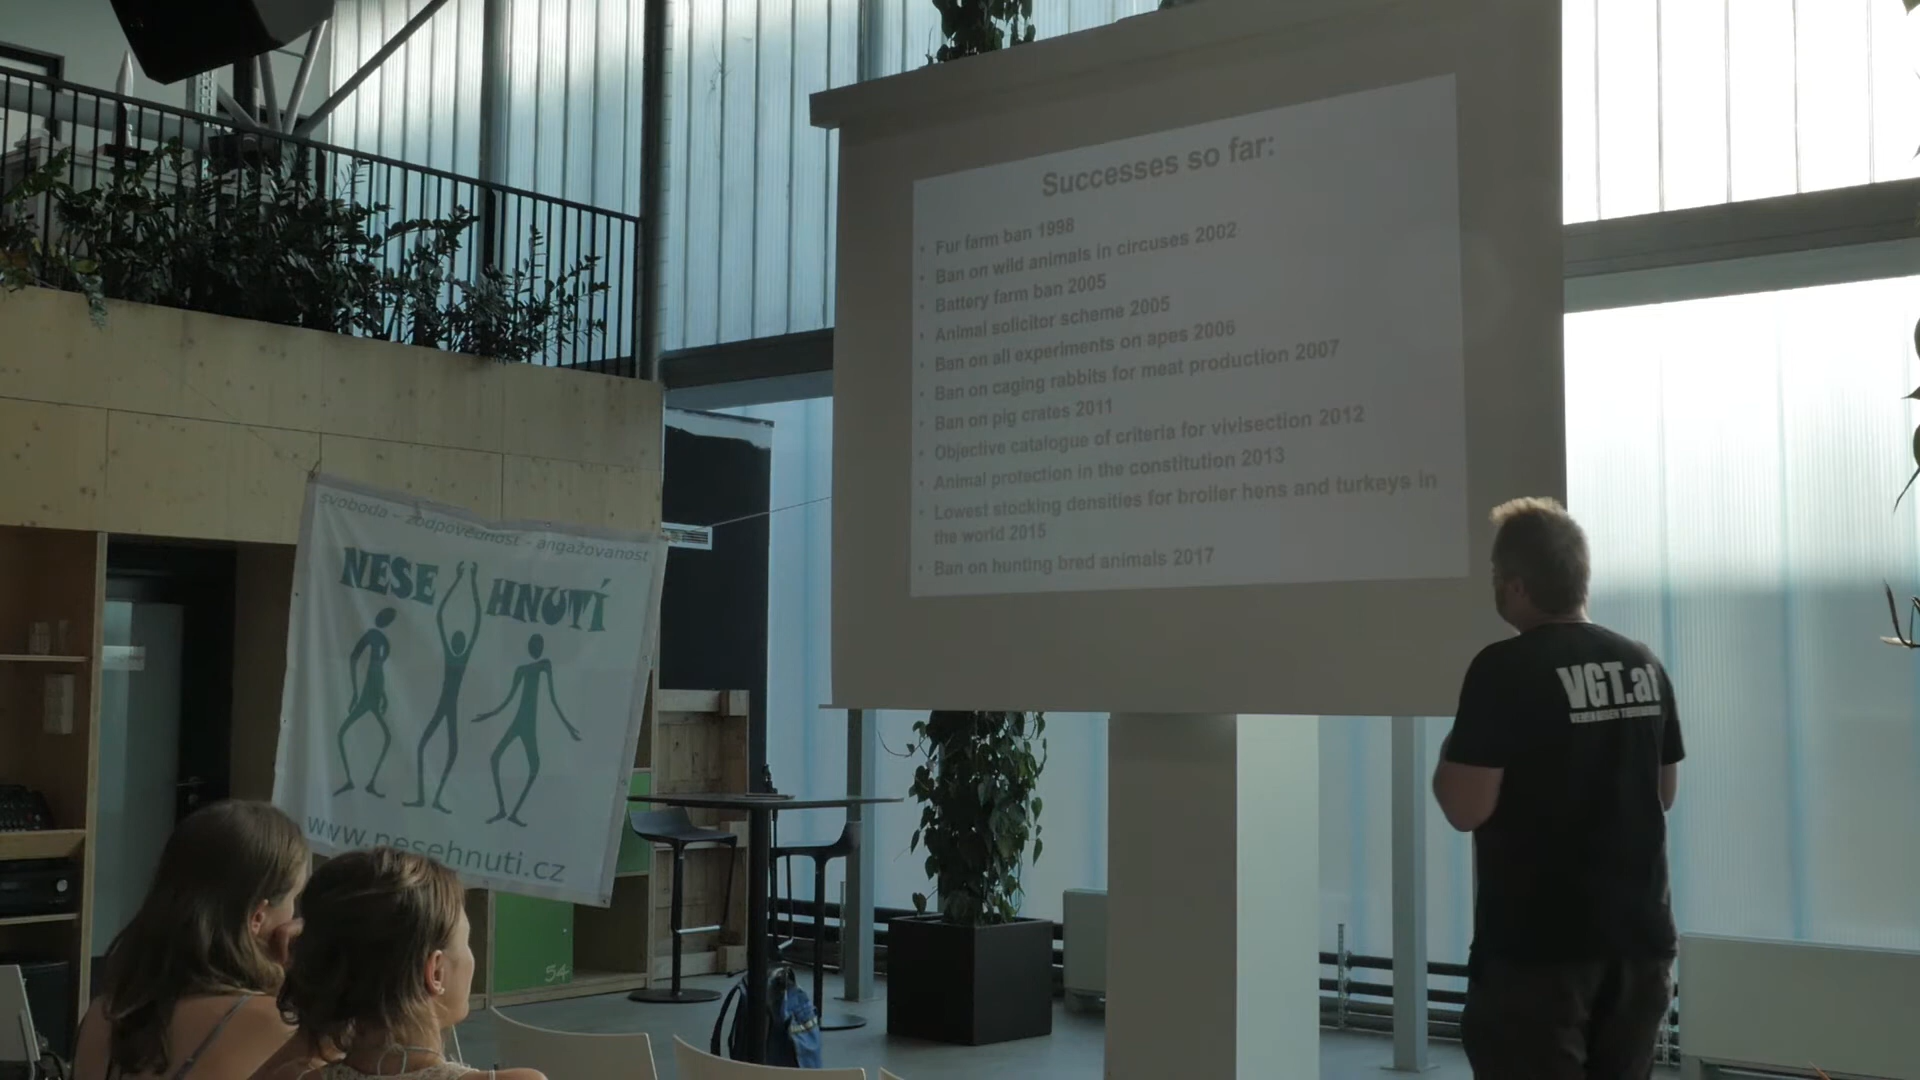 Successes so far:
• Fur farm ban 1998
• Ban on wild animals in circuses 2002
• Battery farm ban 2005
• Animal solicitor scheme 2005
• Ban on all experiments on apes 2006
• Ban on caging rabbits for meat production 2007
• Ban on pig crates 2011
• Objective catalogue of criteria for vivisection 2012
• Animal protection in the constitution 2013
• Lowest stocking densities for broiler hens and turkeys in
the world 2015
• Ban on hunting bred animals 2017
svoboda - zodpovědnost - angažovanost
NESEHNUTÍ
www.nesehnuti.cz
VGT.at
54